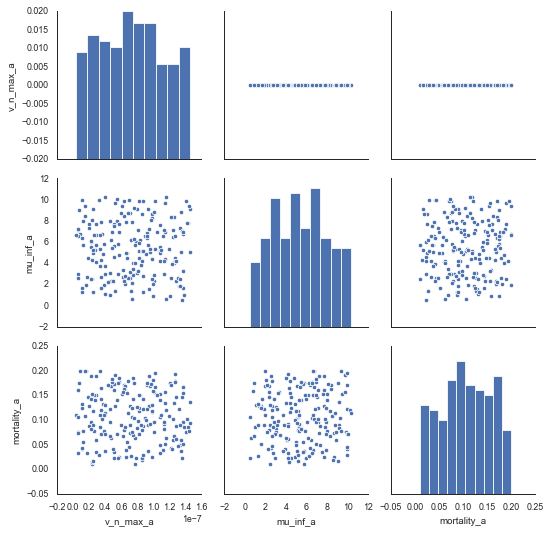 0.020
0.015
0.010
0.005
0.000
−0.005
−0.010
−0.015
−0.020
v_n_max_a
12
10
8
6
4
2
0
−2
mu_inf_a
0.25
0.20
0.15
0.10
0.05
0.00
−0.05
mortality_a
−0.2 0.0 0.2 0.4 0.6 0.8 1.0 1.2 1.4 1.6
1e−7
v_n_max_a
−2 0 2 4 6 8 10 12
mu_inf_a
−0.05 0.00 0.05 0.10 0.15 0.20 0.25
mortality_a